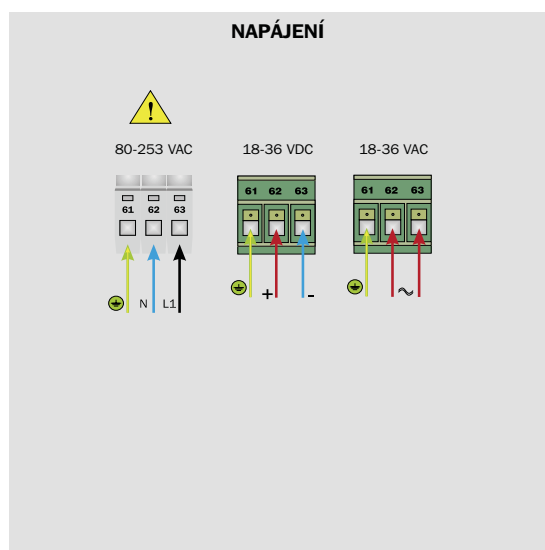 NAPÁJENÍ
!
80-253 VAC 18-36 VDC 18-36 VAC
61 62 63 61 62 63 61 62 63
N L1 + - ~